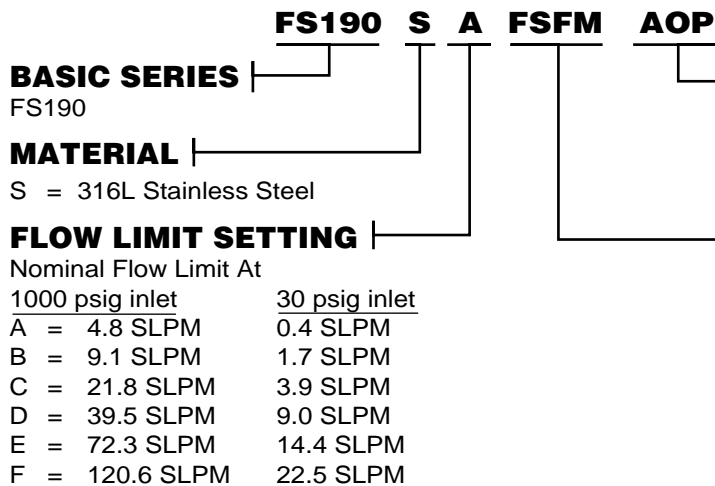 FS190 S A FSFM AOP
BASIC SERIES
FS190
MATERIAL
S = 316L Stainless Steel
FLOW LIMIT SETTING
Nominal Flow Limit At
1000 psig inlet 30 psig inlet
A = 4.8 SLPM 0.4 SLPM
B = 9.1 SLPM 1.7 SLPM
C = 21.8 SLPM 3.9 SLPM
D = 39.5 SLPM 9.0 SLPM
E = 72.3 SLPM 14.4 SLPM
F = 120.6 SLPM 22.5 SLPM